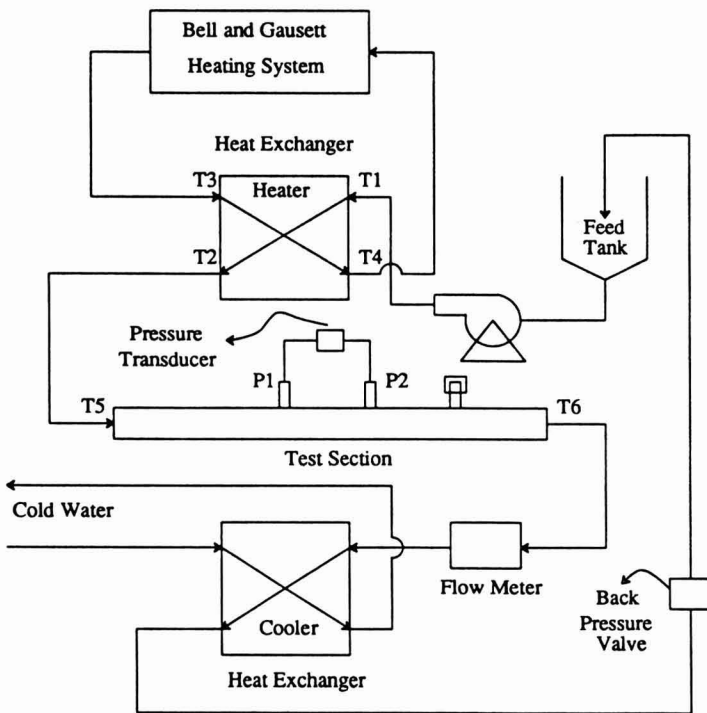 Bell and Gausett
Heating System
Heat Exchanger
T3
Heater
T1
T2
T4
Feed
Tank
Pressure
Transducer
P1
P2
T5
T6
Test Section
Cold Water
Flow Meter
Cooler
Back
Pressure
Valve
Heat Exchanger